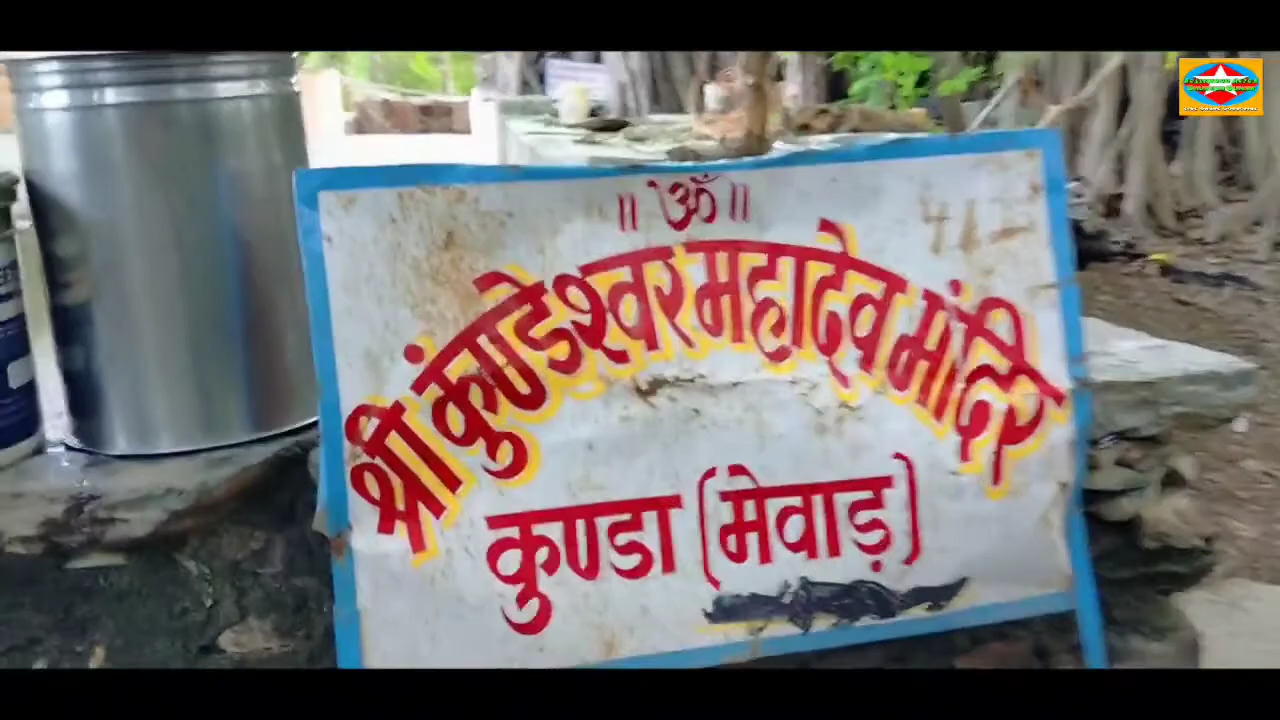 ॥ ॐ ॥
श्री कुंण्डेश्वर महादेव मंदिर
कुण्डा (मेवाड़)